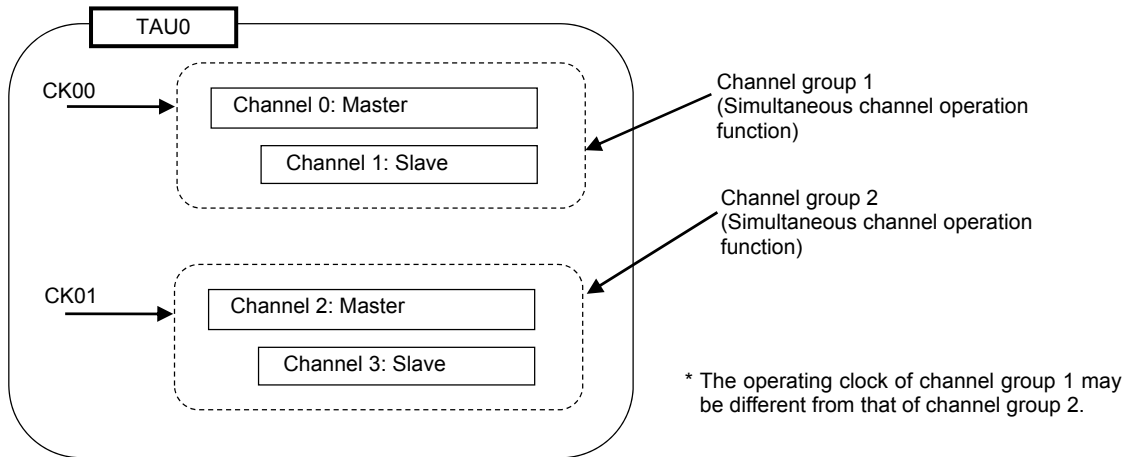 TAU0
CK00
Channel 0: Master
Channel 1: Slave
Channel group 1
(Simultaneous channel operation
function)
Channel group 2
(Simultaneous channel operation
function)
CK01
Channel 2: Master
Channel 3: Slave
* The operating clock of channel group 1 may
be different from that of channel group 2.